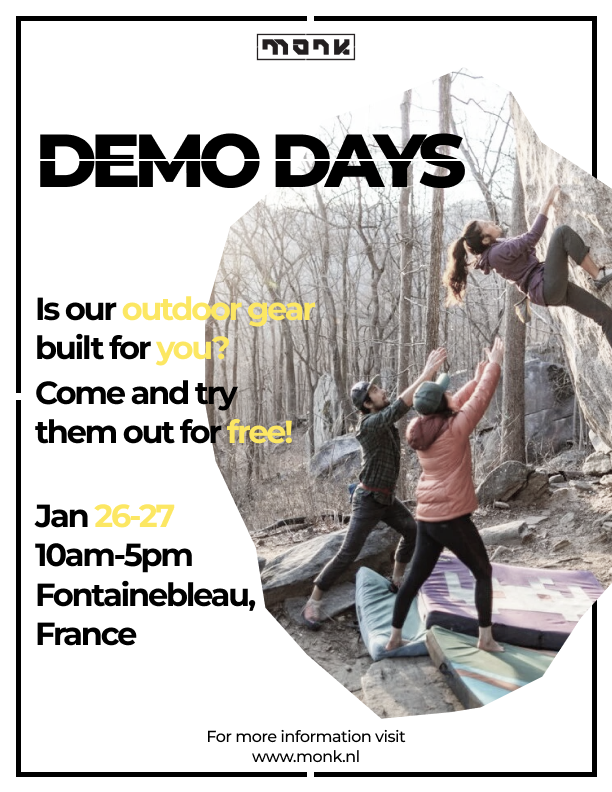 monk
DEMO DAYS
Is our outdoor gear
built for you?
Come and try
them out for free!
Jan 26-27
10am-5pm
Fontainebleau,
France
For more information visit
www.monk.nl